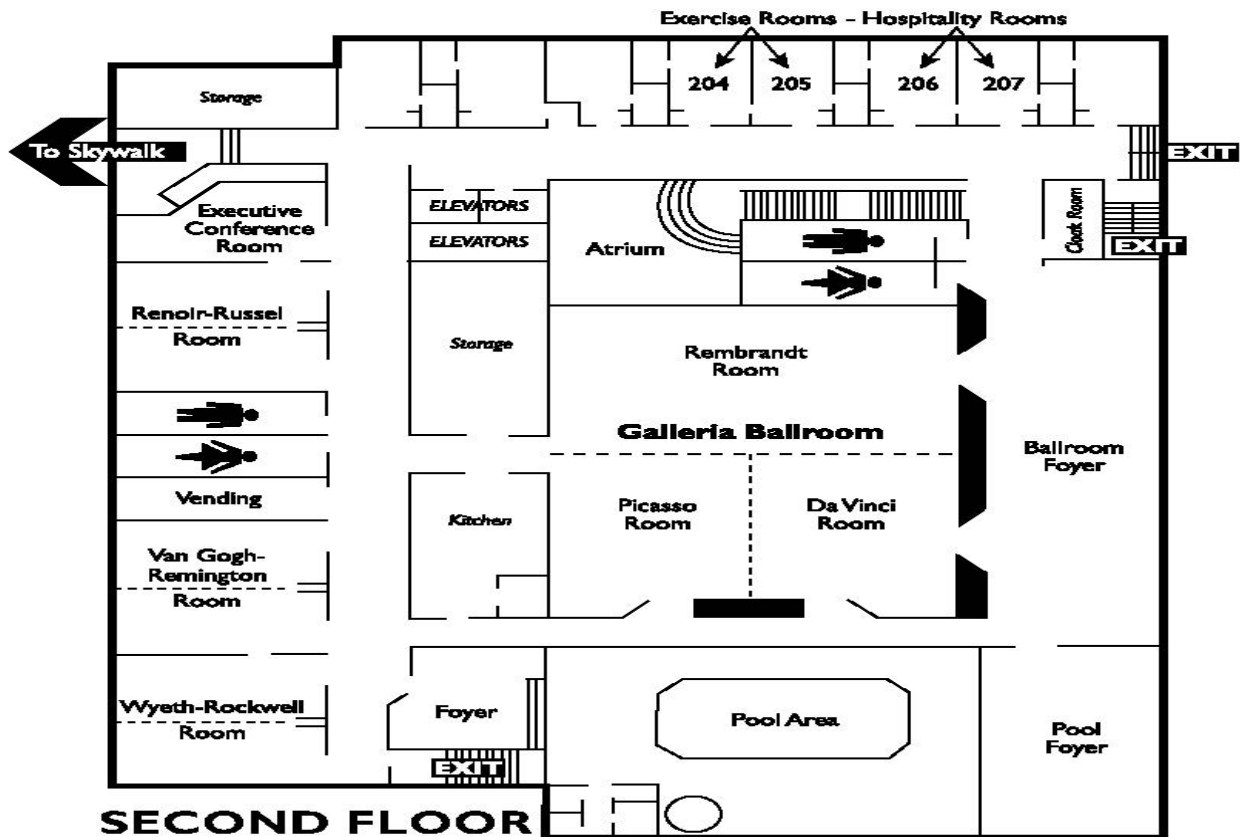 Exercise Rooms - Hospitality Rooms
204
205
206
207
Storage
To Skywalk
EXIT
Executive
Conference
Room
ELEVATORS
ELEVATORS
Atrium
Cloak Room
EXIT
Renoir-Russel
Room
Storage
Rembrandt
Room
Galleria Ballroom
Ballroom
Foyer
Vending
Picasso
Room
Da Vinci
Room
Kitchen
Van Gogh-
Remington
Room
Wyeth-Rockwell
Room
Foyer
Pool Area
Pool
Foyer
EXIT
SECOND FLOOR